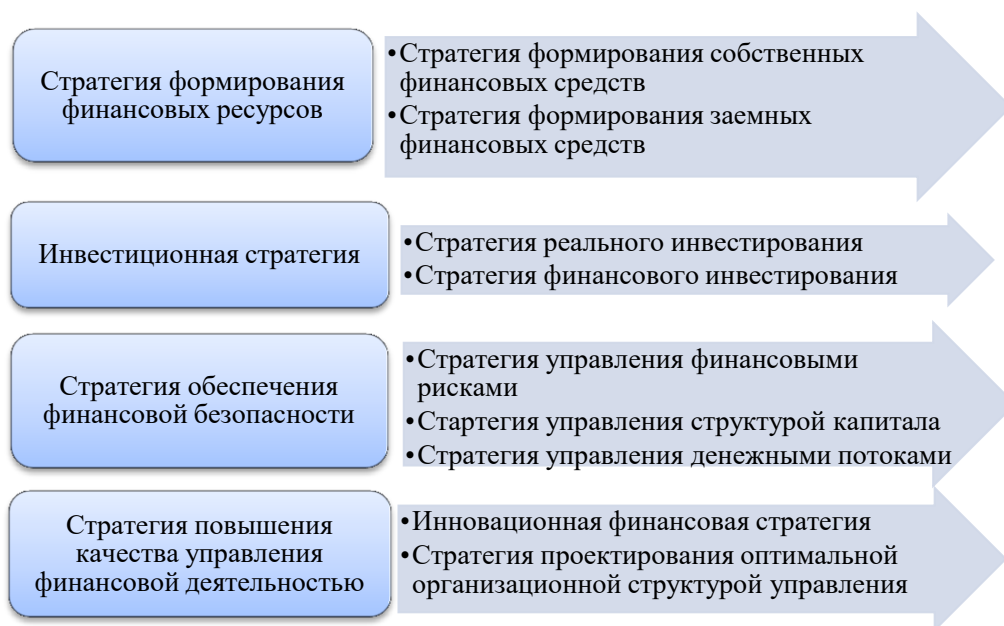 Стратегия формирования
финансовых ресурсов
•Стратегия формирования собственных
финансовых средств
•Стратегия формирования заемных
финансовых средств
Инвестиционная стратегия
•Стратегия реального инвестирования
•Стратегия финансового инвестирования
Стратегия обеспечения
финансовой безопасности
•Стратегия управления финансовыми
рисками
•Стартегия управления структурой капитала
•Стратегия управления денежными потоками
Стратегия повышения
качества управления
финансовой деятельностью
•Инновационная финансовая стратегия
•Стратегия проектирования оптимальной
организационной структурой управления